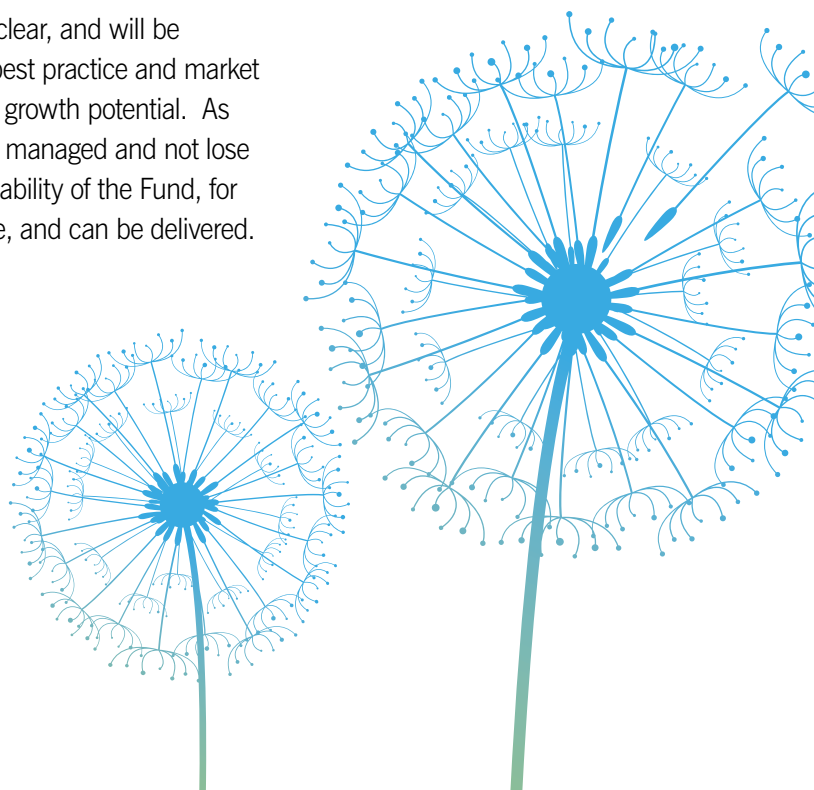 clear, and will be
best practice and market
growth potential. As
managed and not lose
ability of the Fund, for
, and can be delivered.